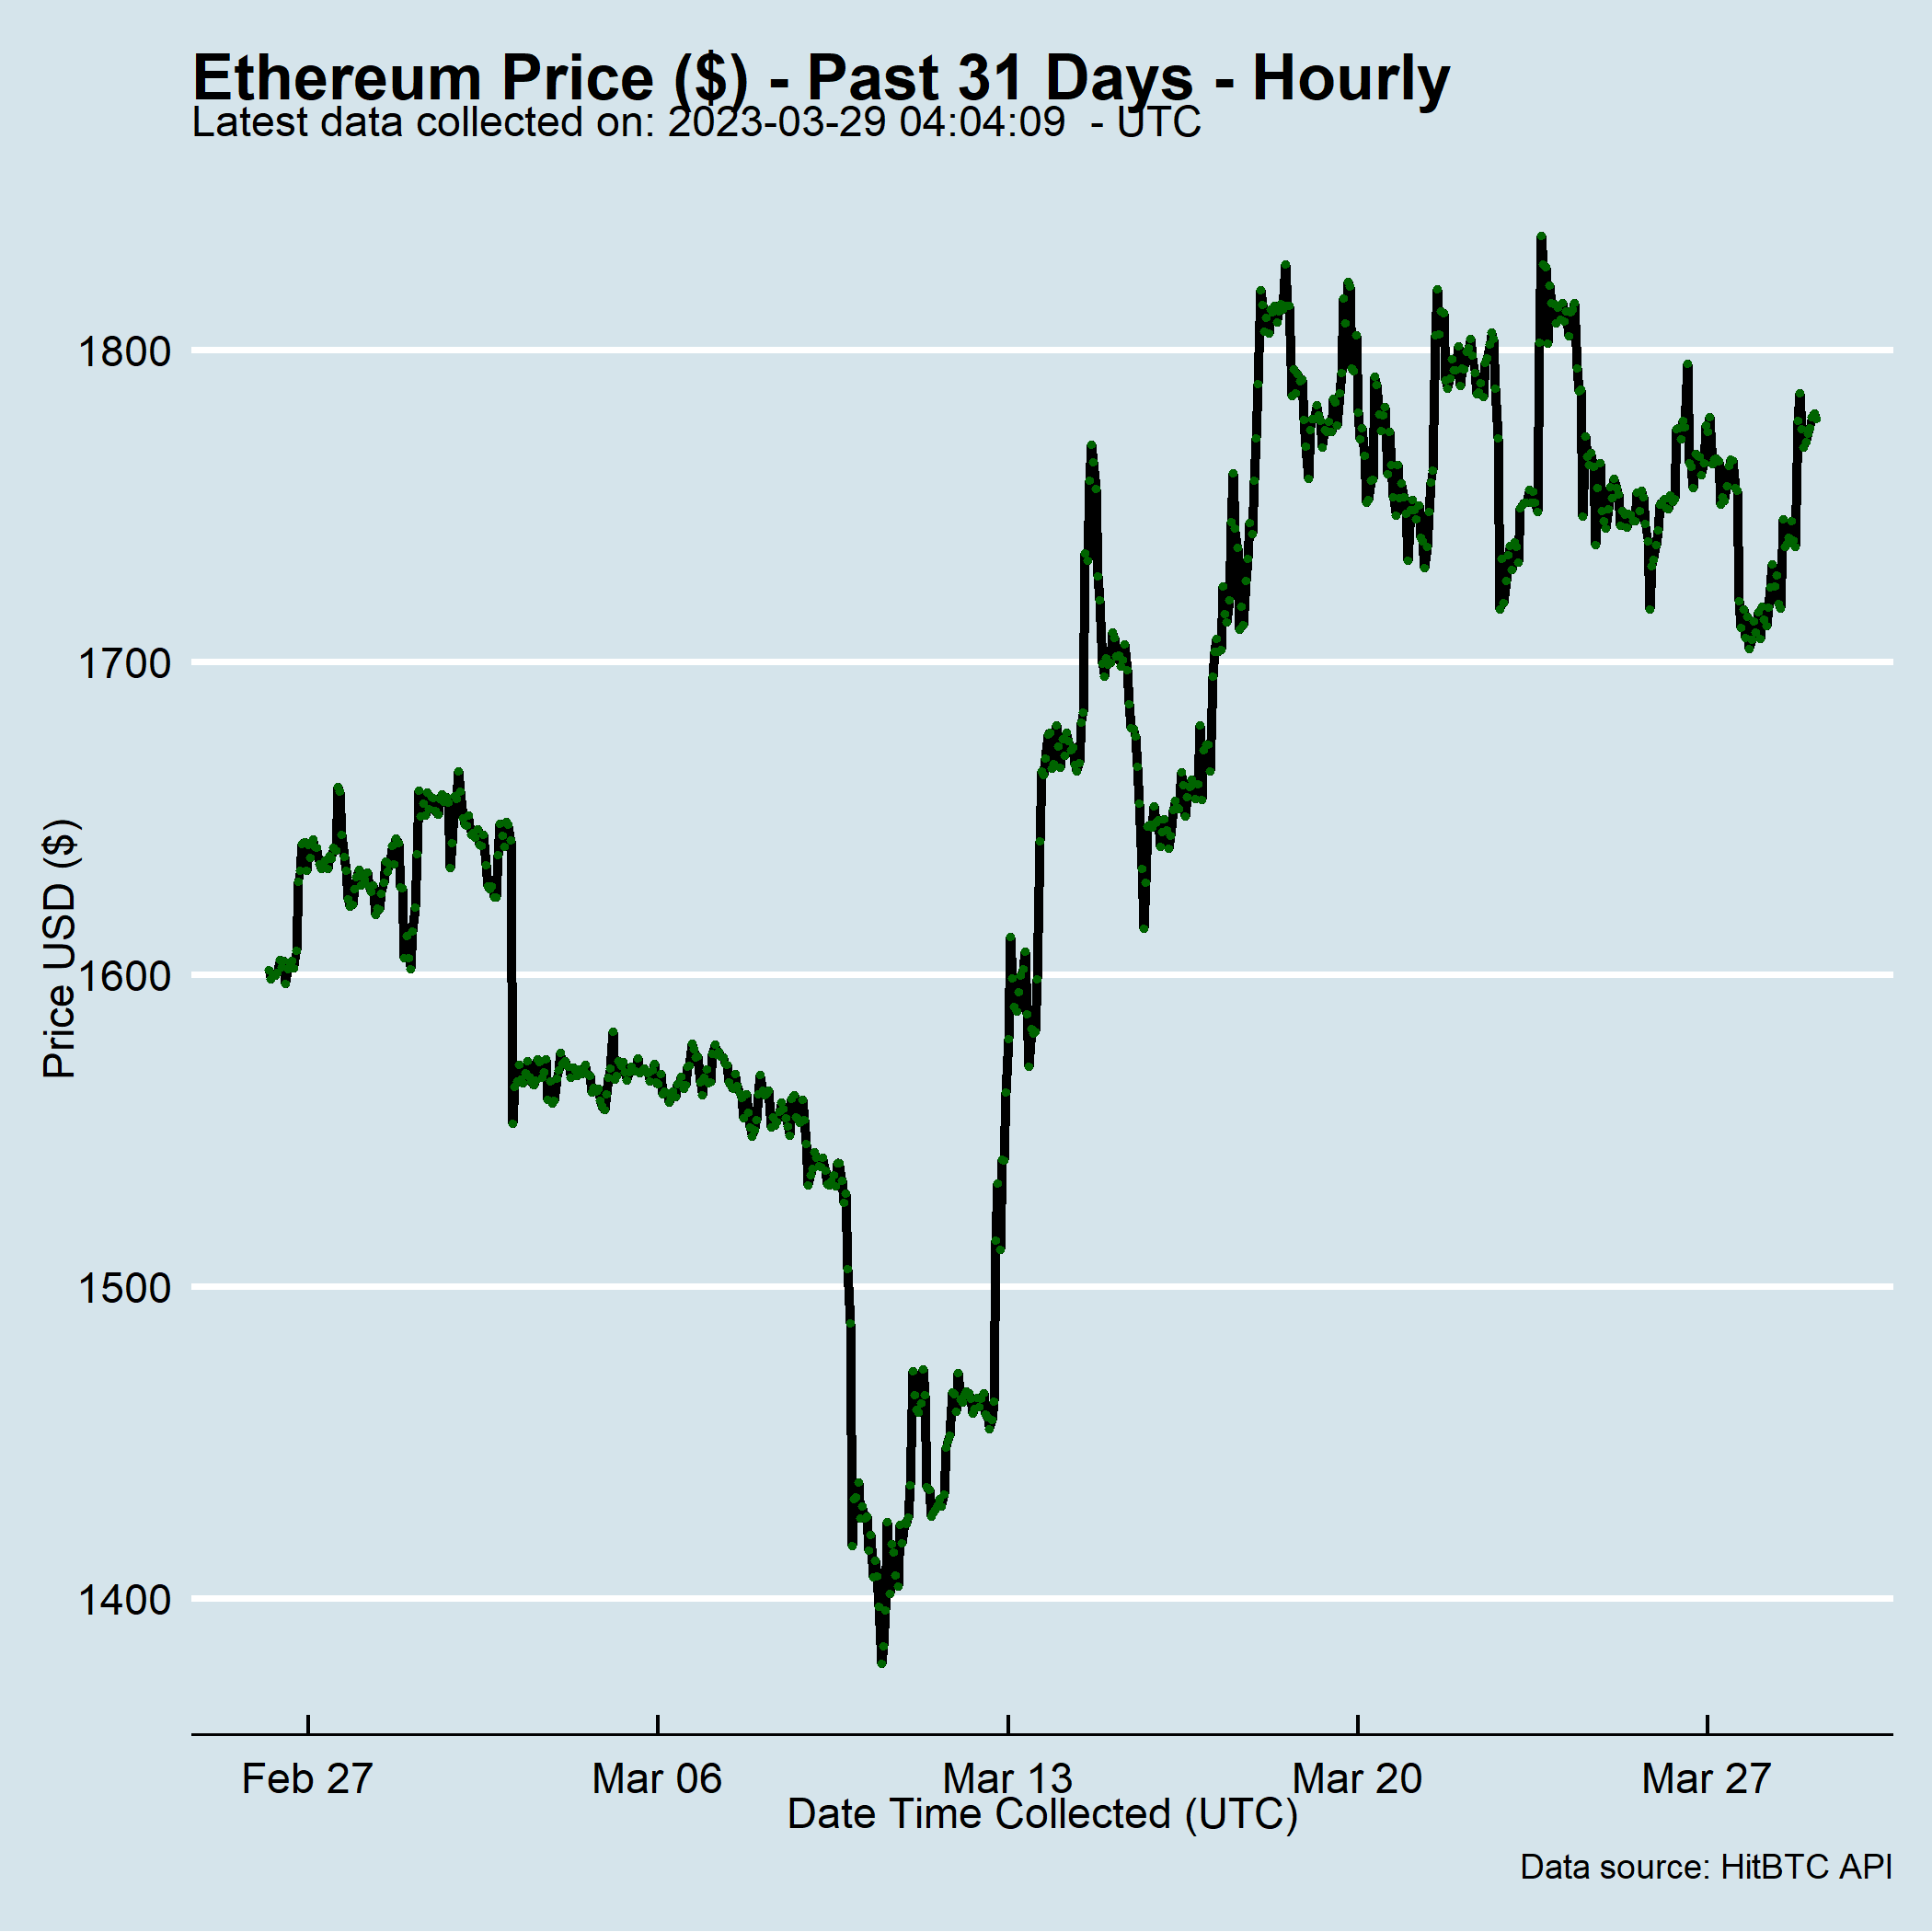 Ethereum Price ($) - Past 31 Days - Hourly
Latest data collected on: 2023-03-29 04:04:09  - UTC
Price USD ($)
1800
1700
1600
1500
1400
Feb 27 Mar 06 Mar 13 Mar 20 Mar 27
Date Time Collected (UTC)
Data source: HitBTC API